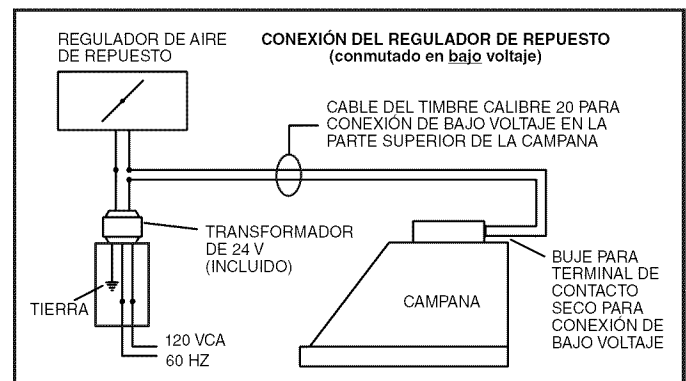 REGULADOR DE AIRE
DE REPUESTO
CONEXIÓN DEL REGULADOR DE REPUESTO
(conmutado en bajo voltaje)
CABLE DEL TIMBRE CALIBRE 20 PARA
CONEXIÓN DE BAJO VOLTAJE EN LA
PARTE SUPERIOR DE LA CAMPANA
TRANSFORMADOR
DE 24 V
(INCLUIDO)
TIERRA
120 VCA
60 HZ
CAMPANA
BUJE PARA
TERMINAL DE
CONTACTO
SECO PARA
CONEXIÓN DE
BAJO VOLTAJE